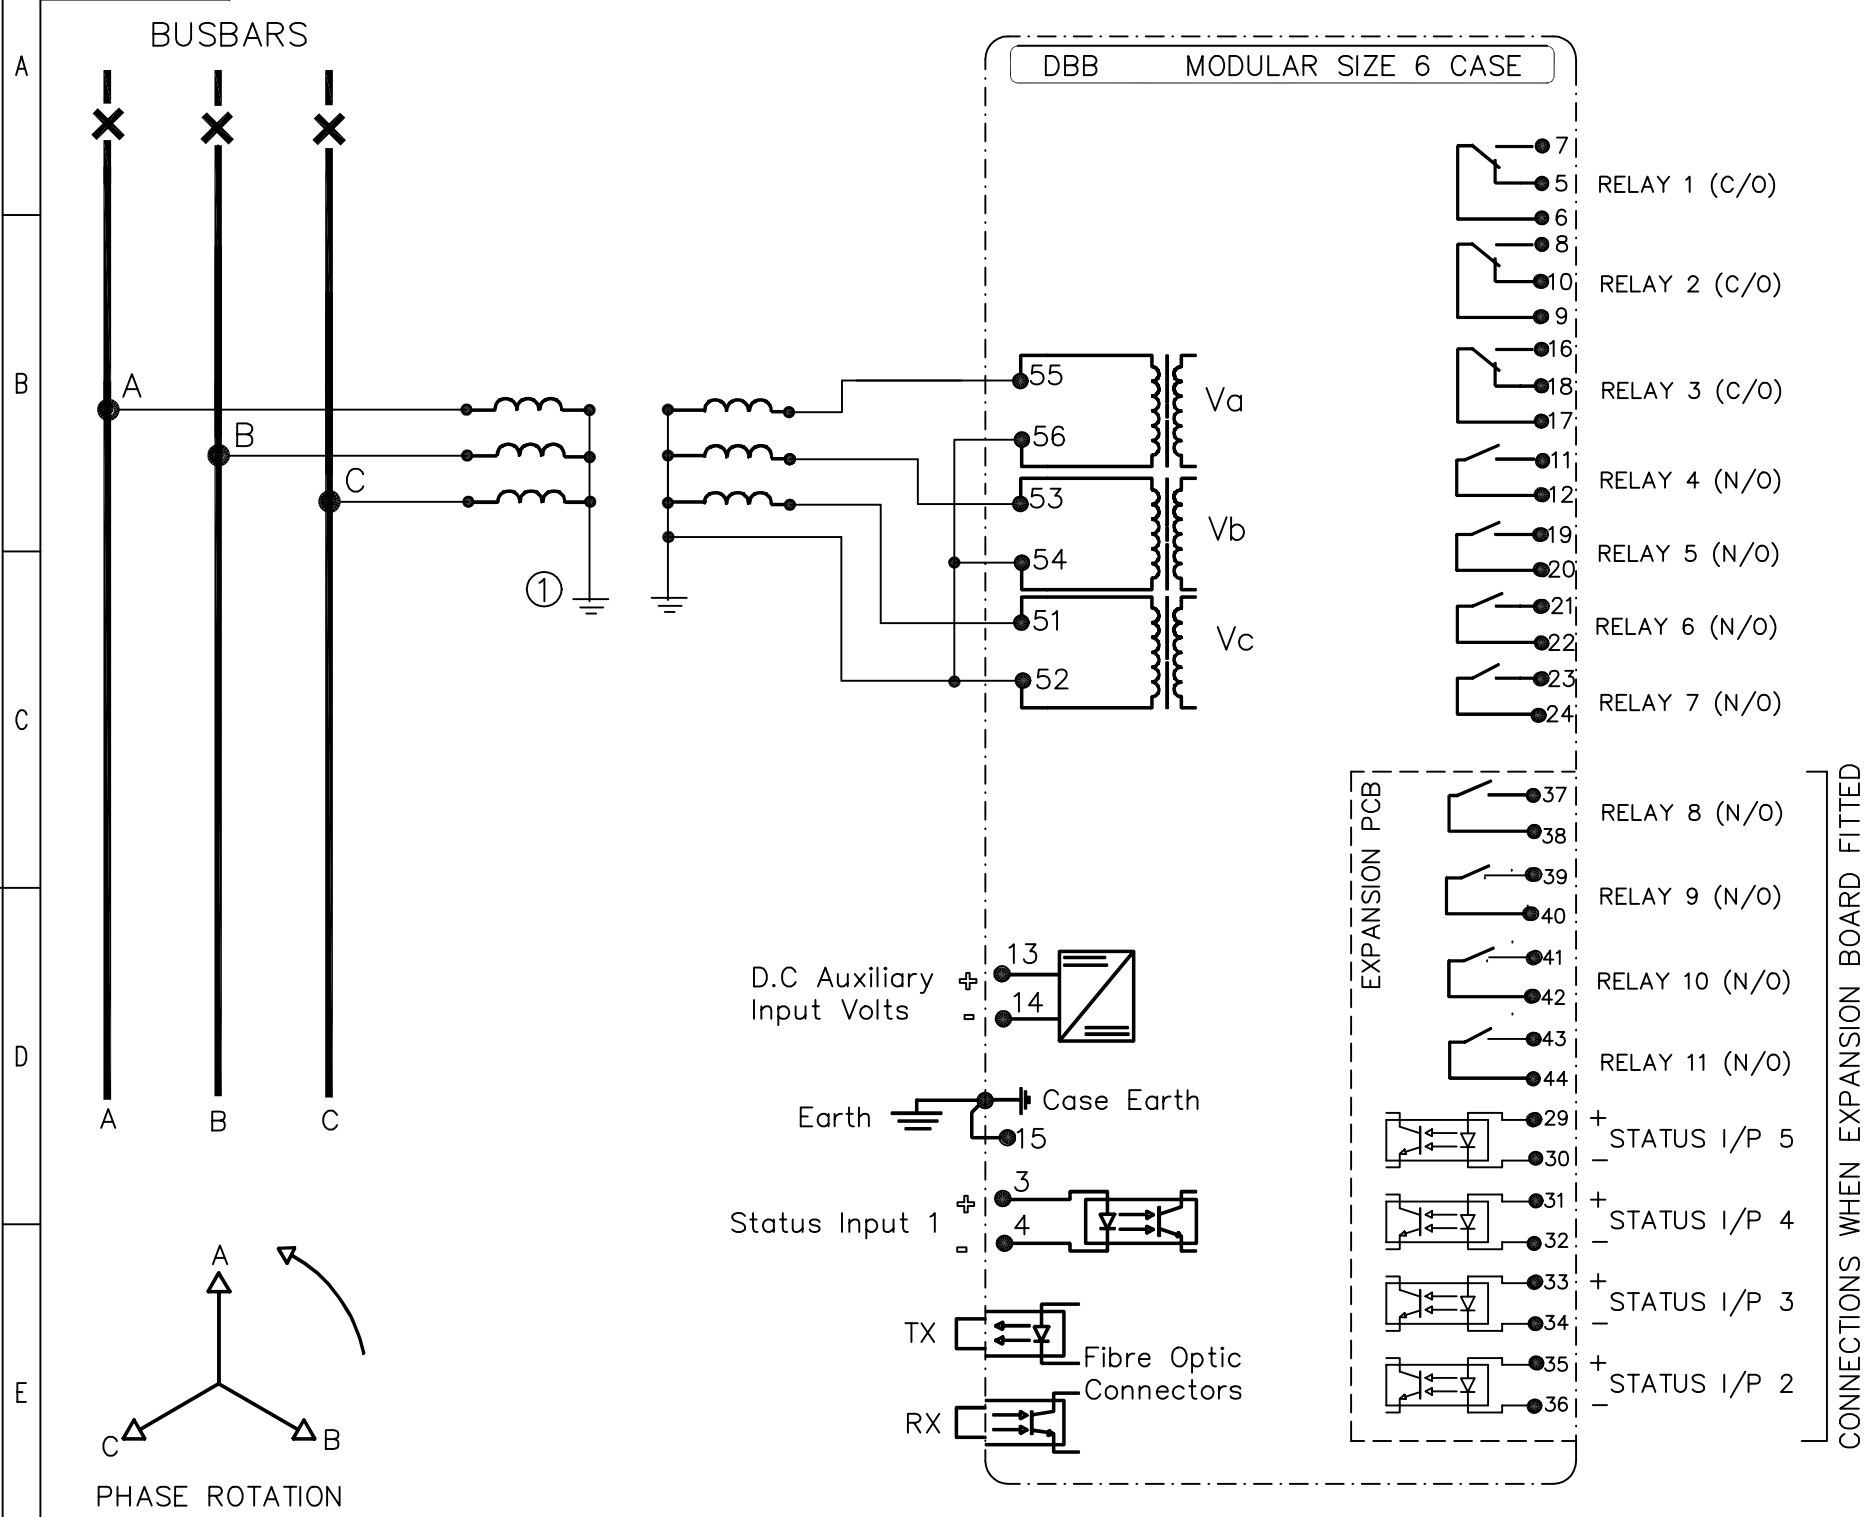 BUSBARS
DBB MODULAR SIZE 6 CASE
A
B
C
D
E
A
B
C
1
A
B
C
A
B
C
PHASE ROTATION
55
56
Va
53
54
Vb
51
52
Vc
D.C Auxiliary
Input Volts
+
-
13
14
Earth
Case Earth
15
Status Input 1
+
-
3
4
TX
RX
Fibre Optic
Connectors
7
5
6
RELAY 1 (C/O)
8
10
9
RELAY 2 (C/O)
16
18
17
RELAY 3 (C/O)
11
12
RELAY 4 (N/O)
19
20
RELAY 5 (N/O)
21
22
RELAY 6 (N/O)
23
24
RELAY 7 (N/O)
EXPANSION PCB
37
38
RELAY 8 (N/O)
39
40
RELAY 9 (N/O)
41
42
RELAY 10 (N/O)
43
44
RELAY 11 (N/O)
29 +
30 −
STATUS I/P 5
31 +
32 −
STATUS I/P 4
33 +
34 −
STATUS I/P 3
35 +
36 −
STATUS I/P 2
CONNECTIONS WHEN EXPANSION BOARD FITTED